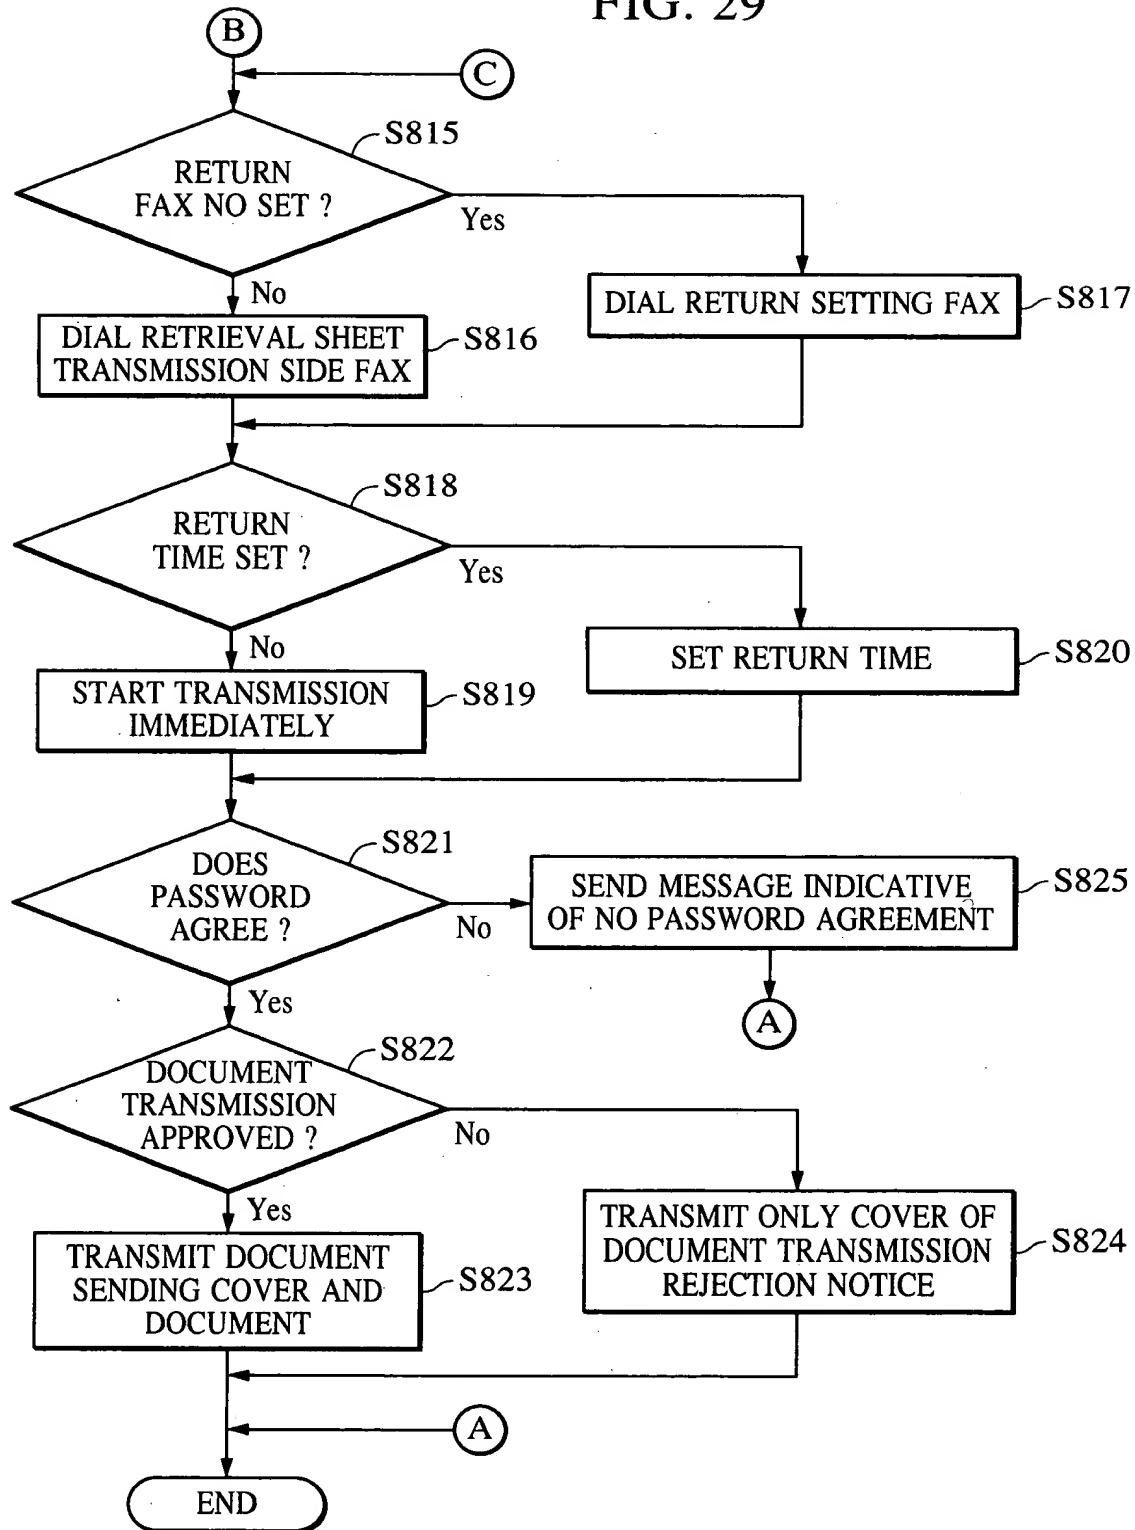 FIG. 29
B
C
S815
RETURN
FAX NO SET ?
Yes
No
DIAL RETURN SETTING FAX
S817
DIAL RETRIEVAL SHEET
TRANSMISSION SIDE FAX
S816
S818
RETURN
TIME SET ?
Yes
No
SET RETURN TIME
S820
START TRANSMISSION
IMMEDIATELY
S819
S821
DOES
PASSWORD
AGREE ?
No
SEND MESSAGE INDICATIVE
OF NO PASSWORD AGREEMENT
S825
Yes
A
S822
DOCUMENT
TRANSMISSION
APPROVED ?
No
Yes
TRANSMIT ONLY COVER OF
DOCUMENT TRANSMISSION
REJECTION NOTICE
S824
TRANSMIT DOCUMENT
SENDING COVER AND
DOCUMENT
S823
A
END